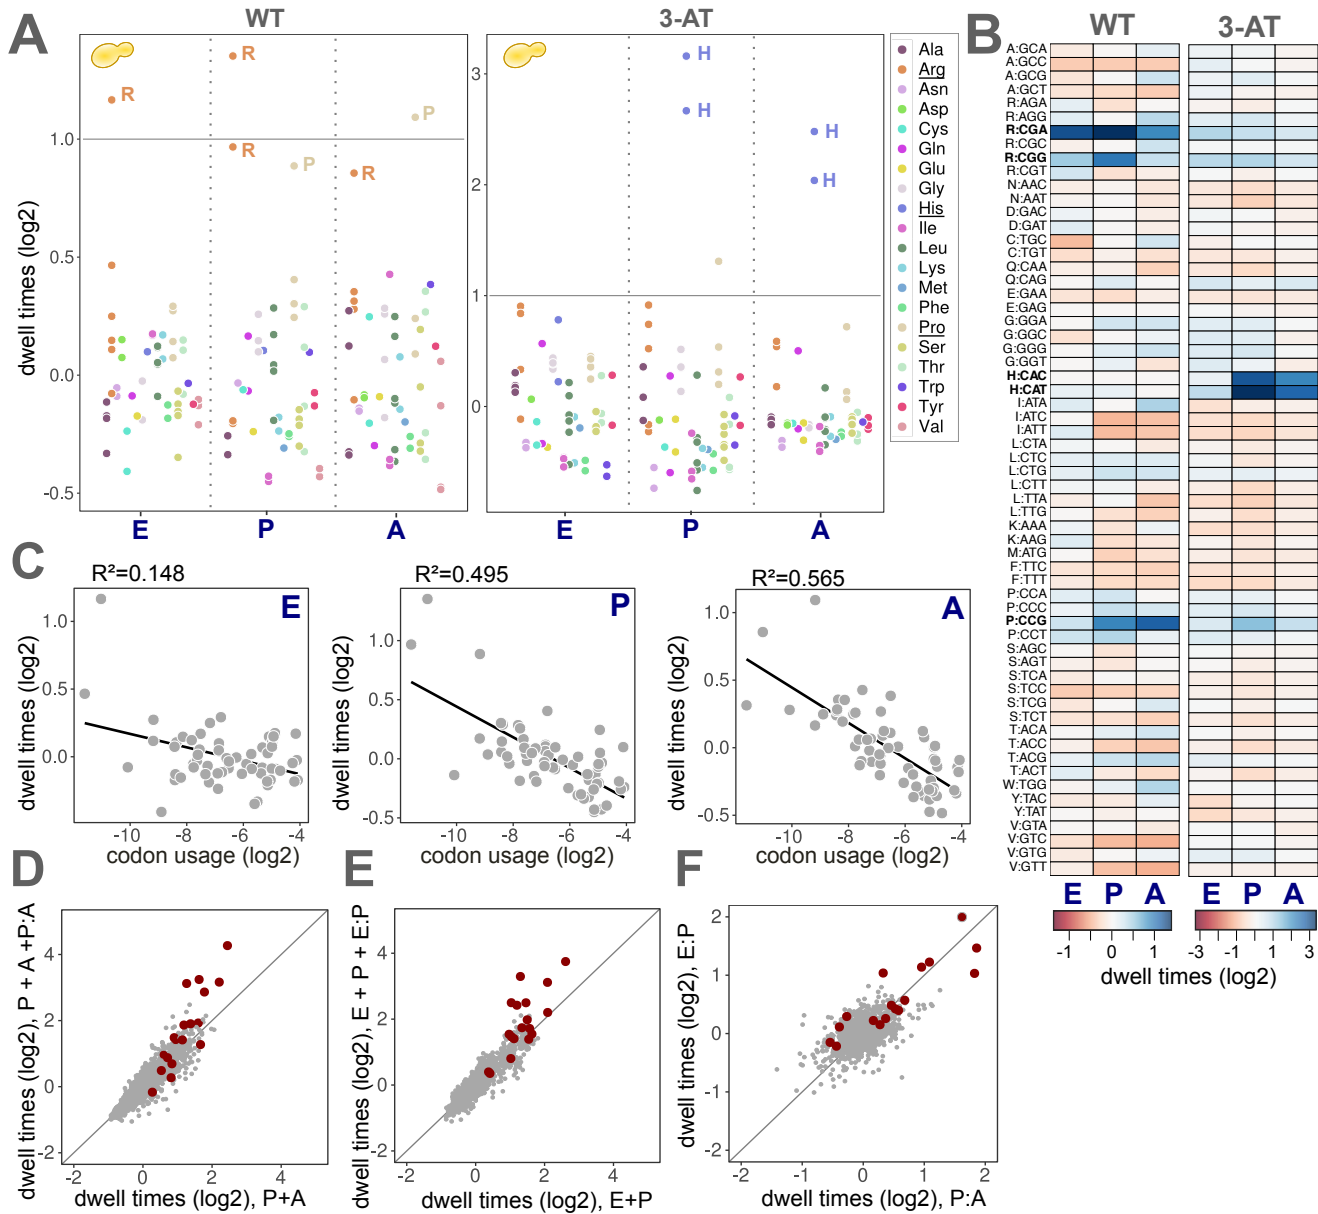 A
WT
3-AT
dwell times (log2)
1.0
0.5
0.0
-0.5
R
R
R
P
R
P
E
P
A
3
2
1
0
H
H
H
H
E
P
A
Ala
Arg
Asn
Asp
Cys
Gln
Glu
Gly
His
Ile
Leu
Lys
Met
Phe
Pro
Ser
Thr
Trp
Tyr
Val
B
WT
3-AT
A:GCA
A:GCC
A:GCG
A:GCT
R:AGA
R:AGG
R:CGA
R:CGC
R:CGG
R:CGT
N:AAC
N:AAT
D:GAC
D:GAT
C:TGC
C:TGT
Q:CAA
Q:CAG
E:GAA
E:GAG
G:GGA
G:GGC
G:GGG
G:GGT
H:CAC
H:CAT
I:ATA
I:ATC
I:ATT
L:CTA
L:CTC
L:CTG
L:CTT
L:TTA
L:TTG
K:AAA
K:AAG
M:ATG
F:TTC
F:TTT
P:CCA
P:CCC
P:CCG
P:CCT
S:AGC
S:AGT
S:TCA
S:TCC
S:TCG
S:TCT
T:ACA
T:ACC
T:ACG
T:ACT
W:TGG
Y:TAC
Y:TAT
V:GTA
V:GTC
V:GTG
V:GTT
E P A
E P A
-1 0 1
-3 -1 1 3
dwell times (log2)
C
R²=0.148
E
dwell times (log2)
1.0
0.5
0.0
-10 -8 -6 -4
codon usage (log2)
R²=0.495
P
dwell times (log2)
1.0
0.5
0.0
-0.5
-10 -8 -6 -4
codon usage (log2)
R²=0.565
A
dwell times (log2)
1.0
0.5
0.0
-0.5
-10 -8 -6 -4
codon usage (log2)
D
dwell times (log2), P + A +P:A
4
2
0
-2
-2 0 2 4
dwell times (log2), P+A
E
dwell times (log2), E + P + E:P
4
2
0
-2
-2 0 2 4
dwell times (log2), E+P
F
dwell times (log2), E:P
2
1
0
-1
-2
-2 -1 0 1 2
dwell times (log2), P:A